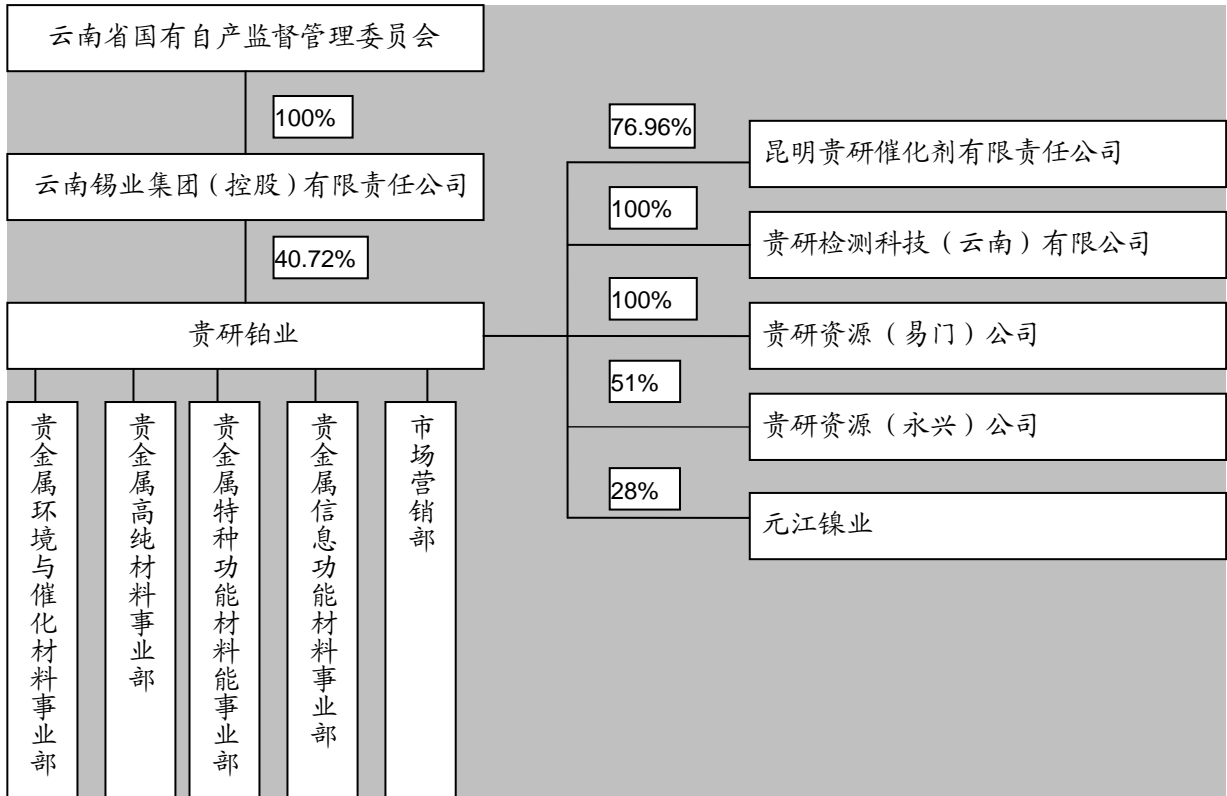 云南省国有自产监督管理委员会
100%
云南锡业集团（控股）有限责任公司
40.72%
贵研铂业
76.96%
昆明贵研催化剂有限责任公司
100%
贵研检测科技（云南）有限公司
100%
贵研资源（易门）公司
51%
贵研资源（永兴）公司
28%
元江镍业
贵金属环境与催化材料事业部
贵金属高纯材料事业部
贵金属特种功能材料能事业部
贵金属信息功能材料事业部
市场营销部